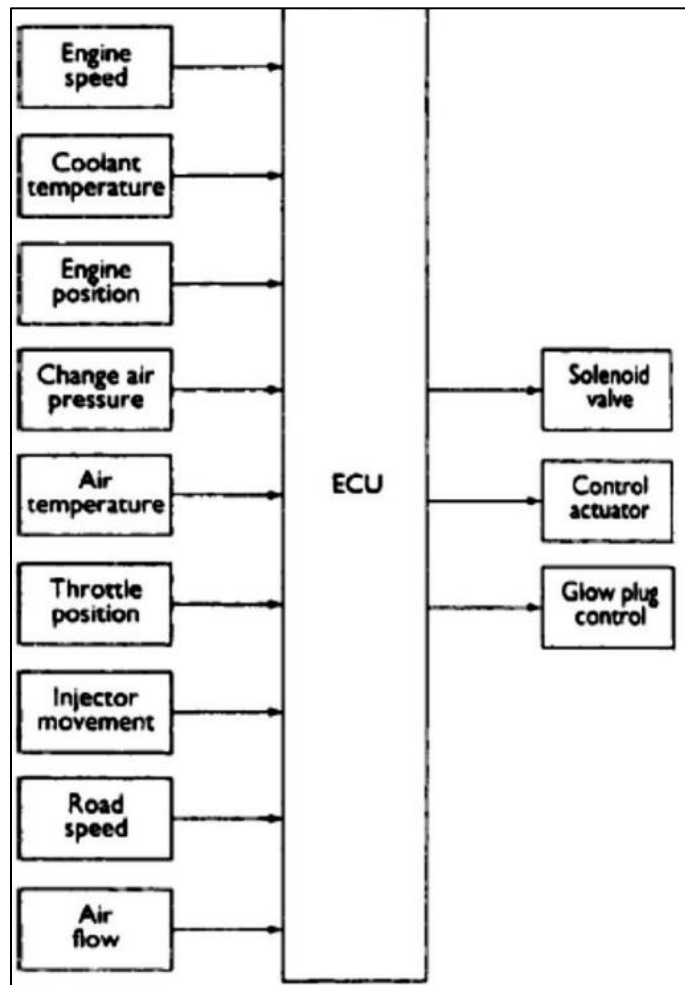 Engine
speed
Coolant
temperature
Engine
position
Change air
pressure
Air
temperature
Throttle
position
Injector
movement
Road
speed
Air
flow
ECU
Solenoid
valve
Control
actuator
Glow plug
control